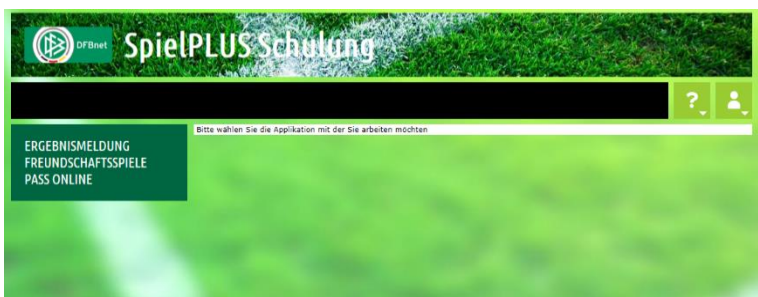 DFBnet
SpielPLUS Schulung
?
Bitte wählen Sie die Applikation mit der Sie arbeiten möchten
ERGEBNISMELDUNG
FREUNDSCHAFTSSPIELE
PASS ONLINE